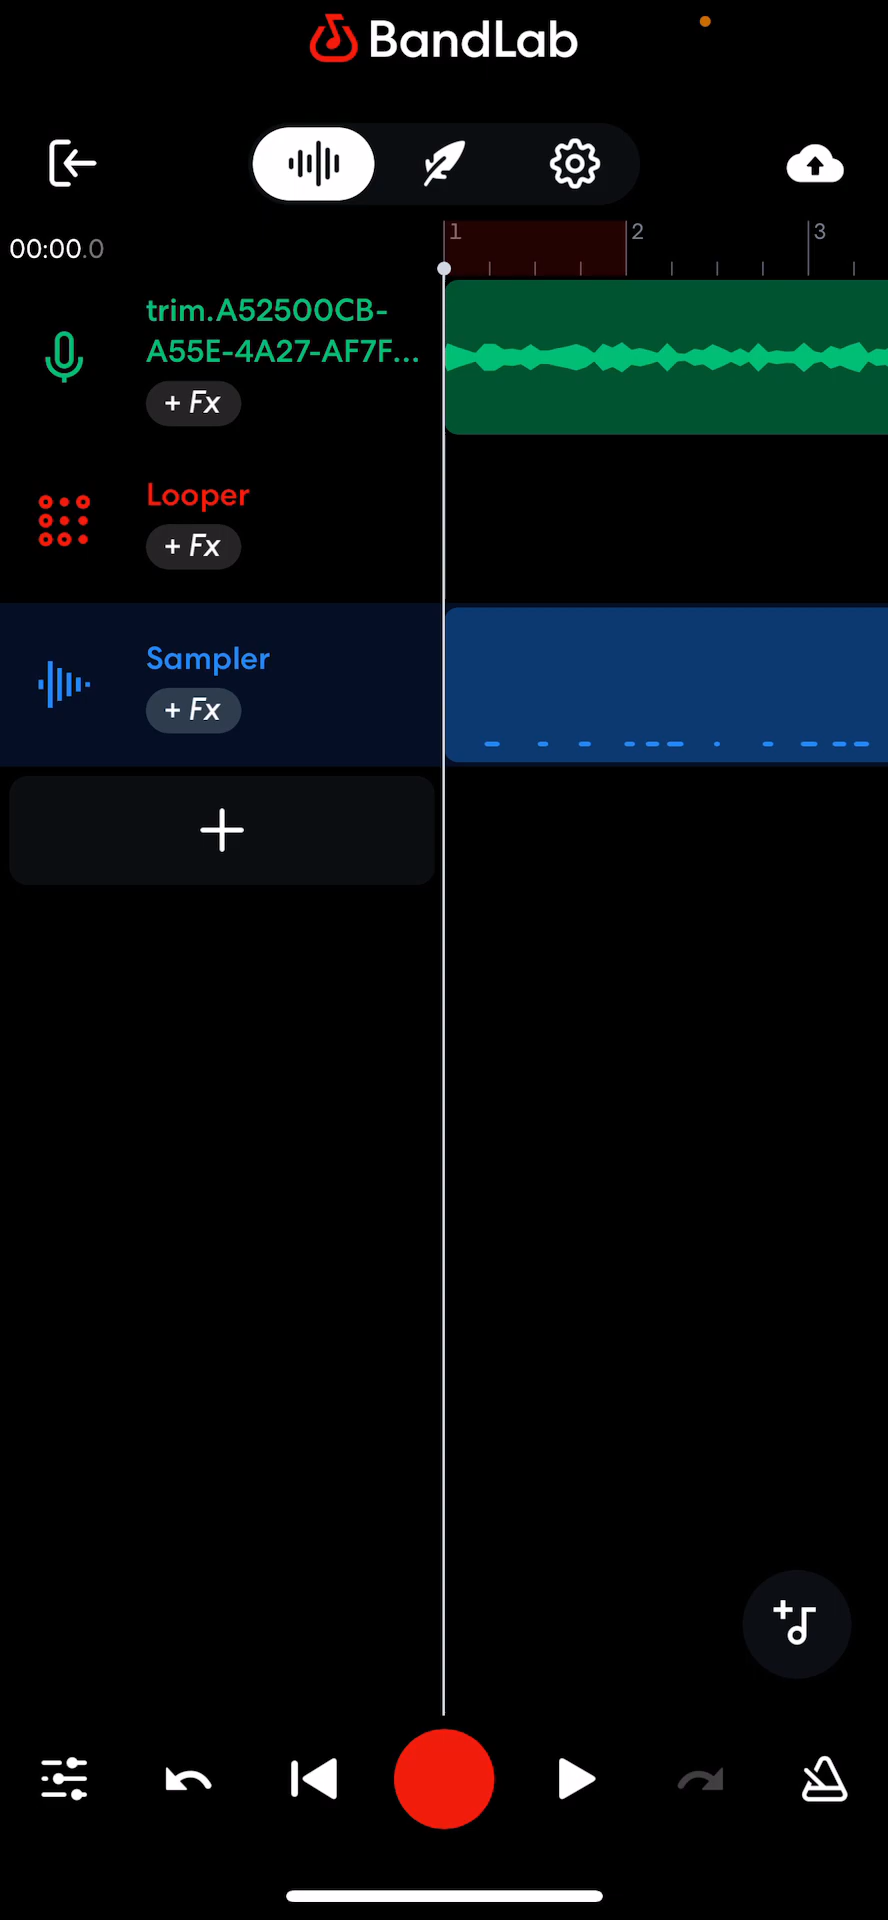 BandLab
00:00.0
1
2
3
trim.A52500CB-
A55E-4A27-AF7F...
+ Fx
Looper
+ Fx
Sampler
+ Fx